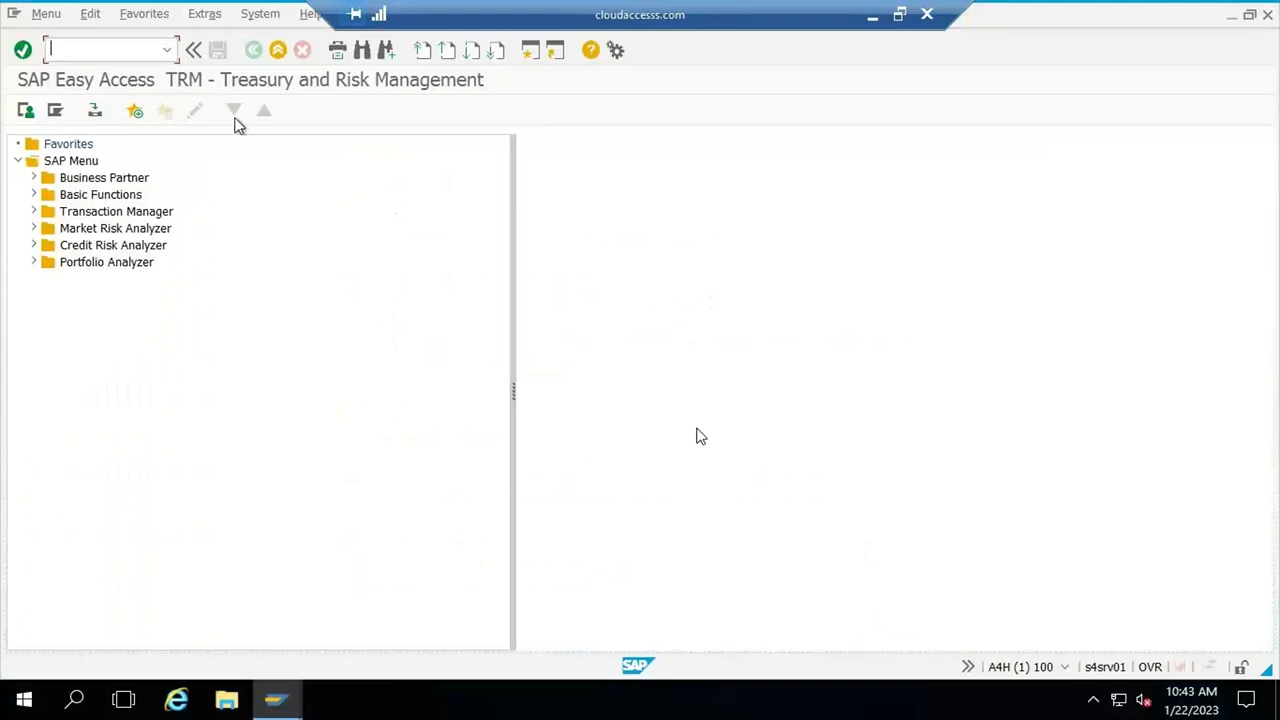 Menu Edit Favorites Extras System Help
cloudaccesss.com
SAP Easy Access TRM - Treasury and Risk Management
Favorites
SAP Menu
Business Partner
Basic Functions
Transaction Manager
Market Risk Analyzer
Credit Risk Analyzer
Portfolio Analyzer
SAP
A4H (1) 100 s4srv01 OVR
10:43 AM
1/22/2023